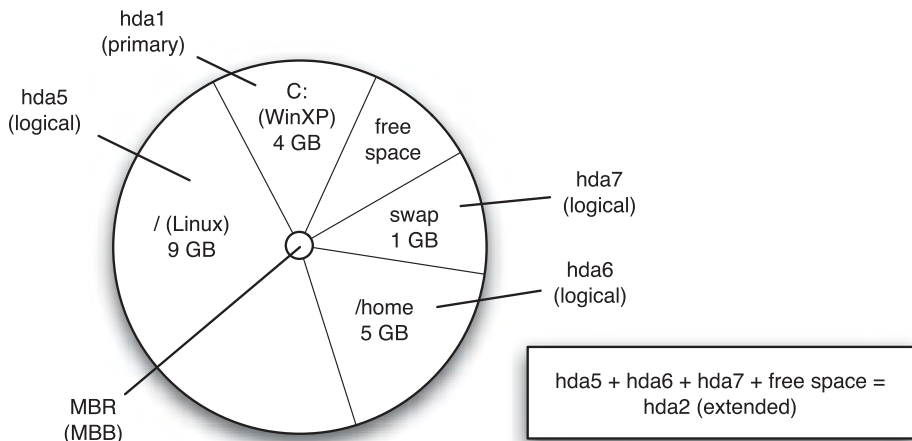 hda1
(primary)
hda5
(logical)
C:
(WinXP)
4 GB
free
space
hda7
(logical)
swap
1 GB
/ (Linux)
9 GB
hda6
(logical)
/home
5 GB
MBR
(MBB)
hda5 + hda6 + hda7 + free space =
hda2 (extended)